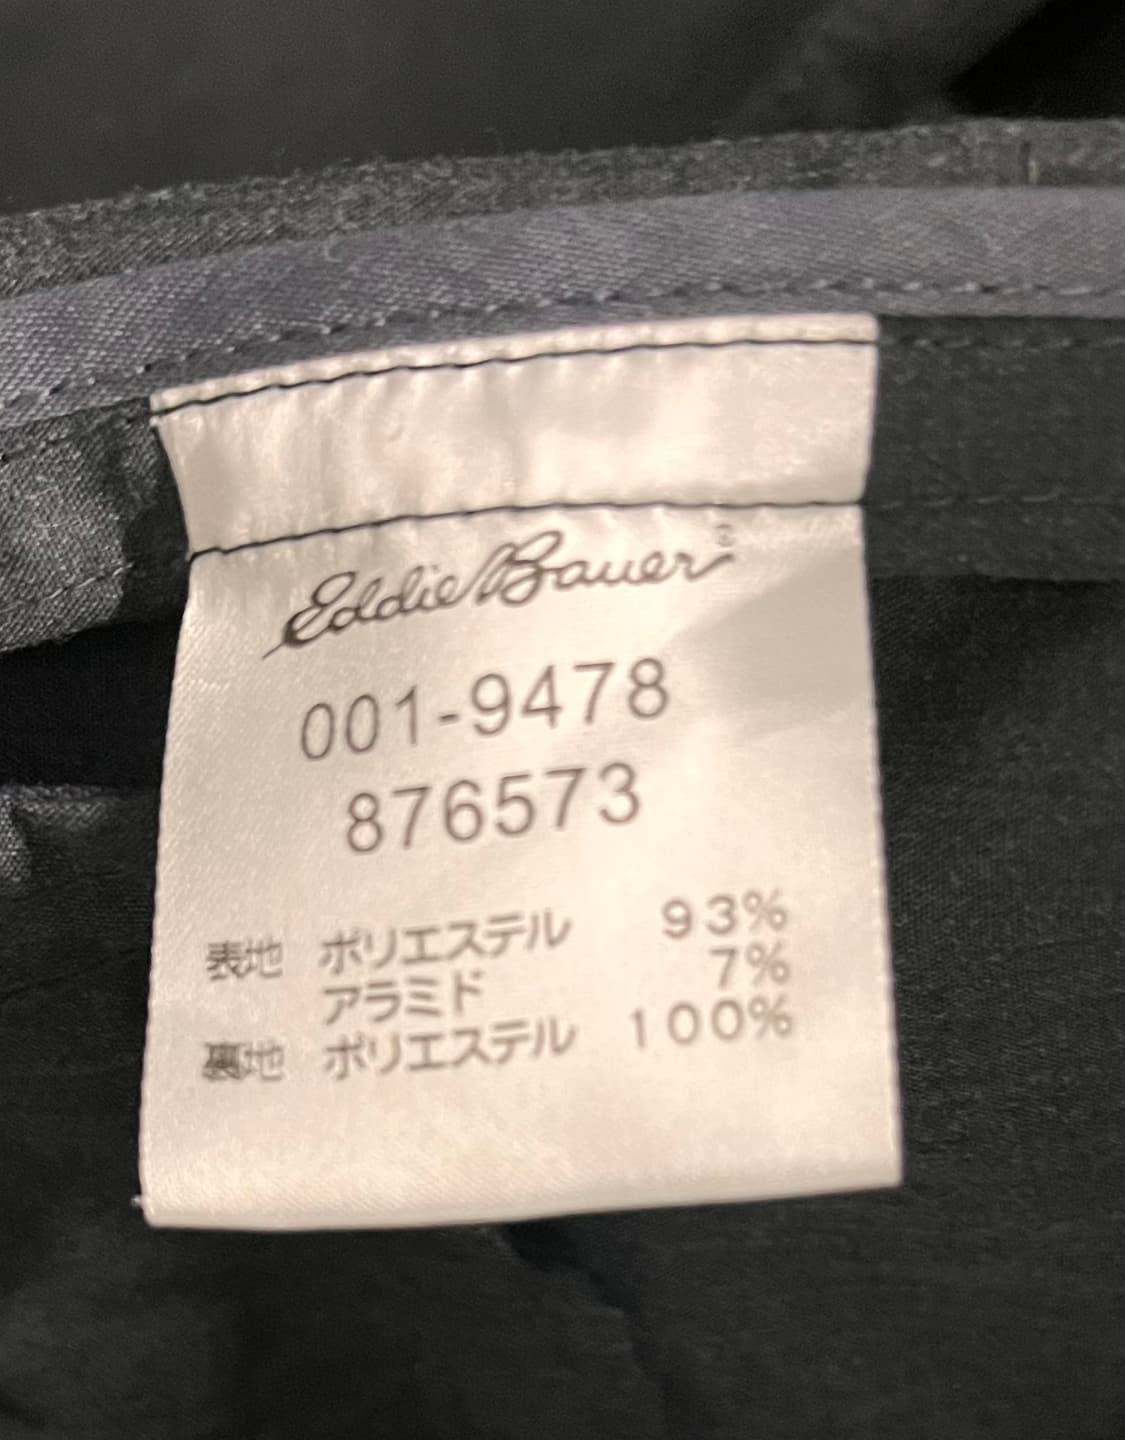 Eddie Bauer®
001-9478
876573
表地 ポリエステル 93%
アラミド 7%
裏地 ポリエステル 100%